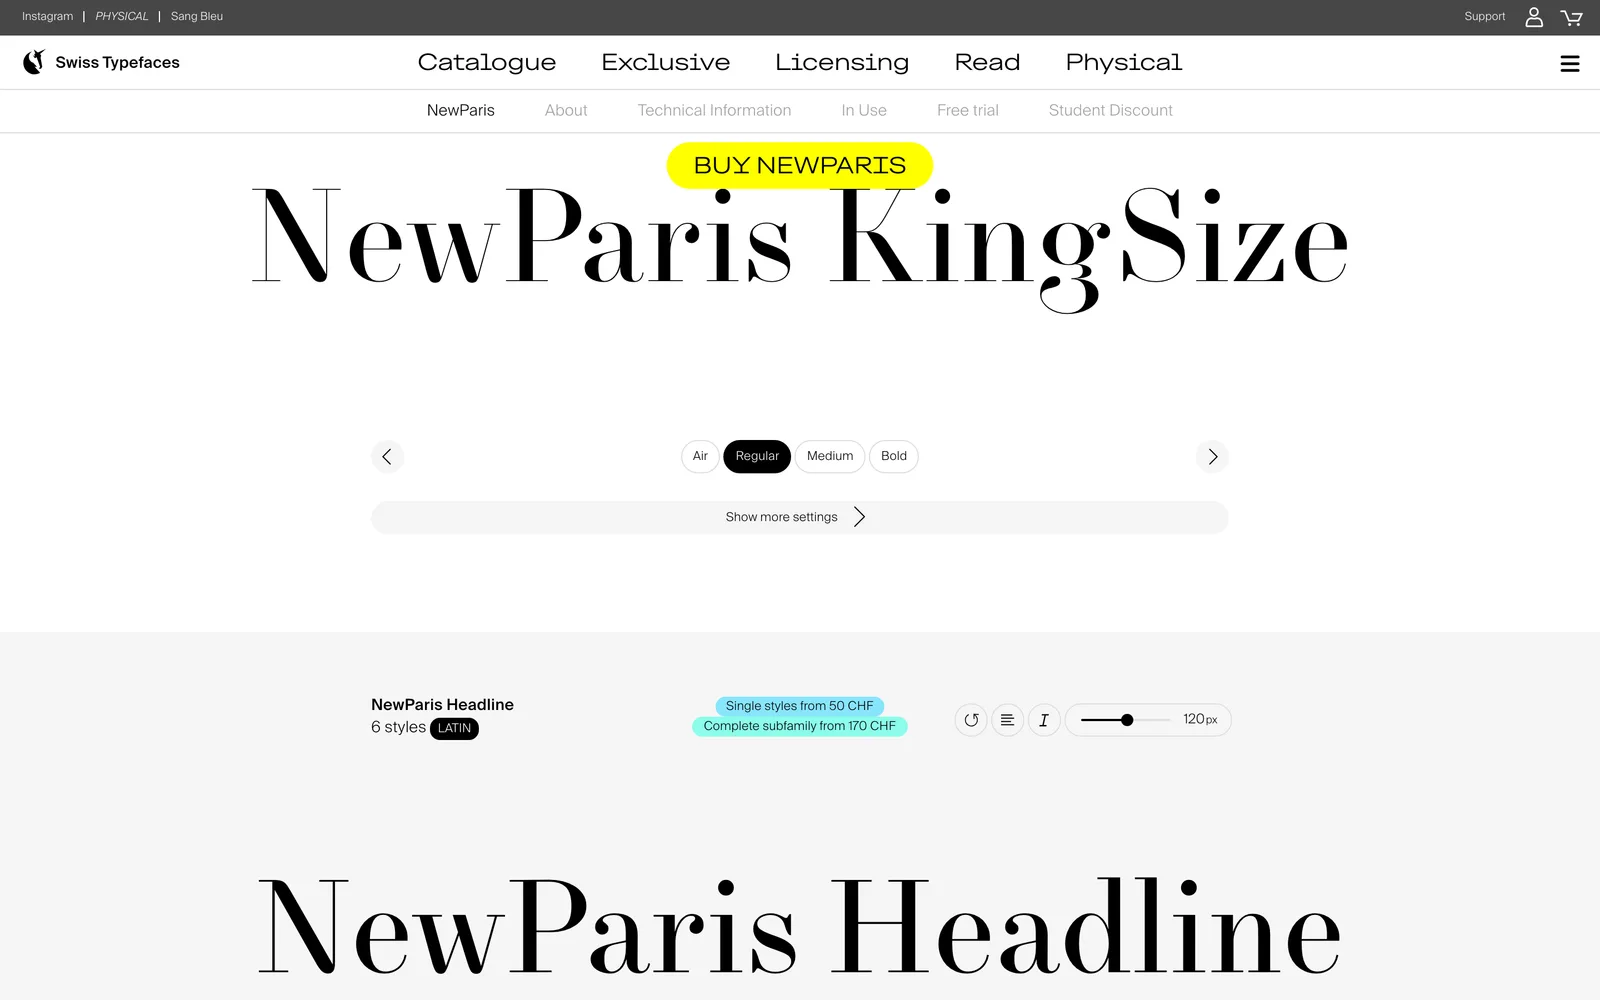 Instagram | PHYSICAL | Sang Bleu Support
Swiss Typefaces Catalogue Exclusive Licensing Read Physical
NewParis About Technical Information In Use Free trial Student Discount
BUY NEWPARIS
NewParis KingSize
Air Regular Medium Bold
Show more settings
NewParis Headline
6 styles LATIN
Single styles from 50 CHF
Complete subfamily from 170 CHF
120px
NewParis Headline